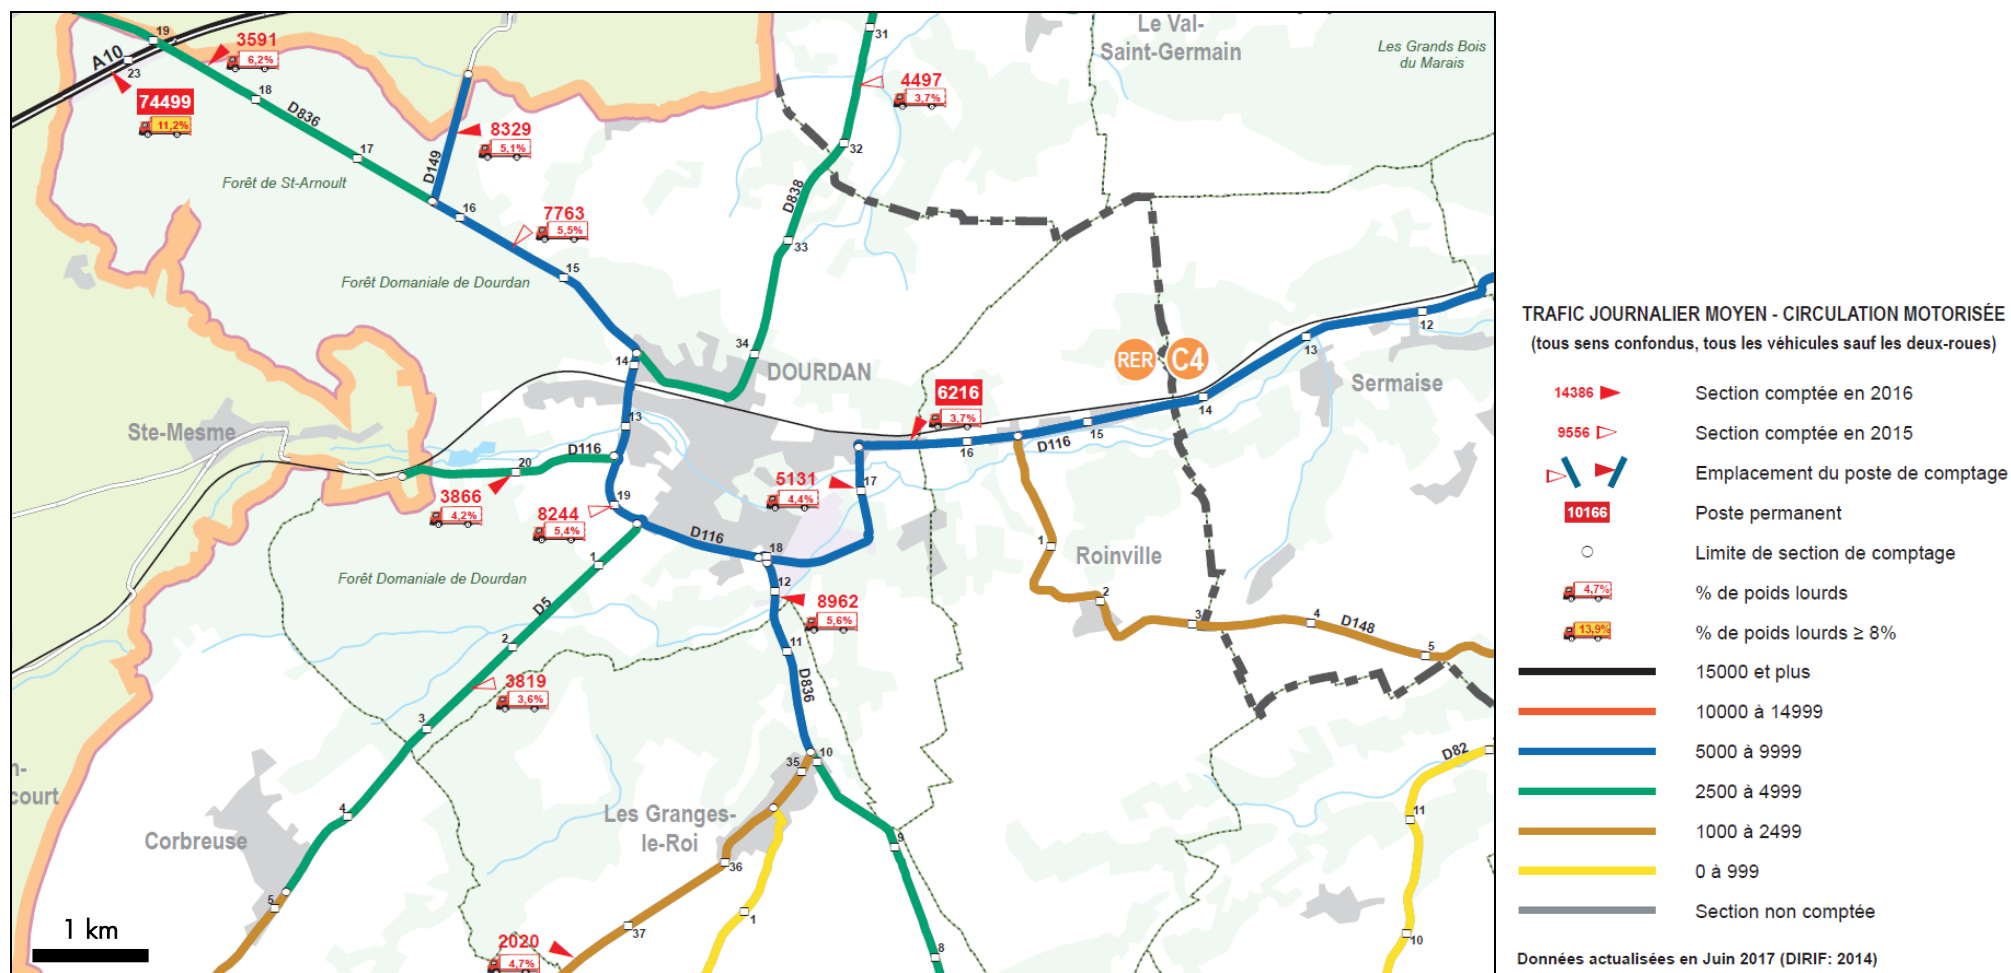 19
3591
6,2%
A10
23
74499
11,2%
18
D836
17
Forêt de St-Arnoult
D149
8329
5,1%
16
7763
5,5%
15
Forêt Domaniale de Dourdan
31
Le Val-
Saint-Germain
Les Grands Bois
du Marais
4497
3,7%
32
D838
33
34
14
DOURDAN
RER
C4
12
13
Sermaise
6216
3,7%
14
15
D116
16
Ste-Mesme
13
D116
20
3866
4,2%
19
8244
5,4%
5131
4,4%
17
D116
18
12
8962
5,6%
11
D836
1
Roinville
2
3
4
D148
5
Forêt Domaniale de Dourdan
1
D5
2
3819
3,6%
3
4
Corbreuse
5
n-
court
10
35
Les Granges-
le-Roi
36
9
1
37
2020
4,7%
8
D82
11
10
1 km
TRAFIC JOURNALIER MOYEN - CIRCULATION MOTORISÉE
(tous sens confondus, tous les véhicules sauf les deux-roues)
14386 Section comptée en 2016
9556 Section comptée en 2015
Emplacement du poste de comptage
10166 Poste permanent
Limite de section de comptage
4,7% % de poids lourds
13,9% % de poids lourds ≥ 8%
15000 et plus
10000 à 14999
5000 à 9999
2500 à 4999
1000 à 2499
0 à 999
Section non comptée
Données actualisées en Juin 2017 (DIRIF: 2014)